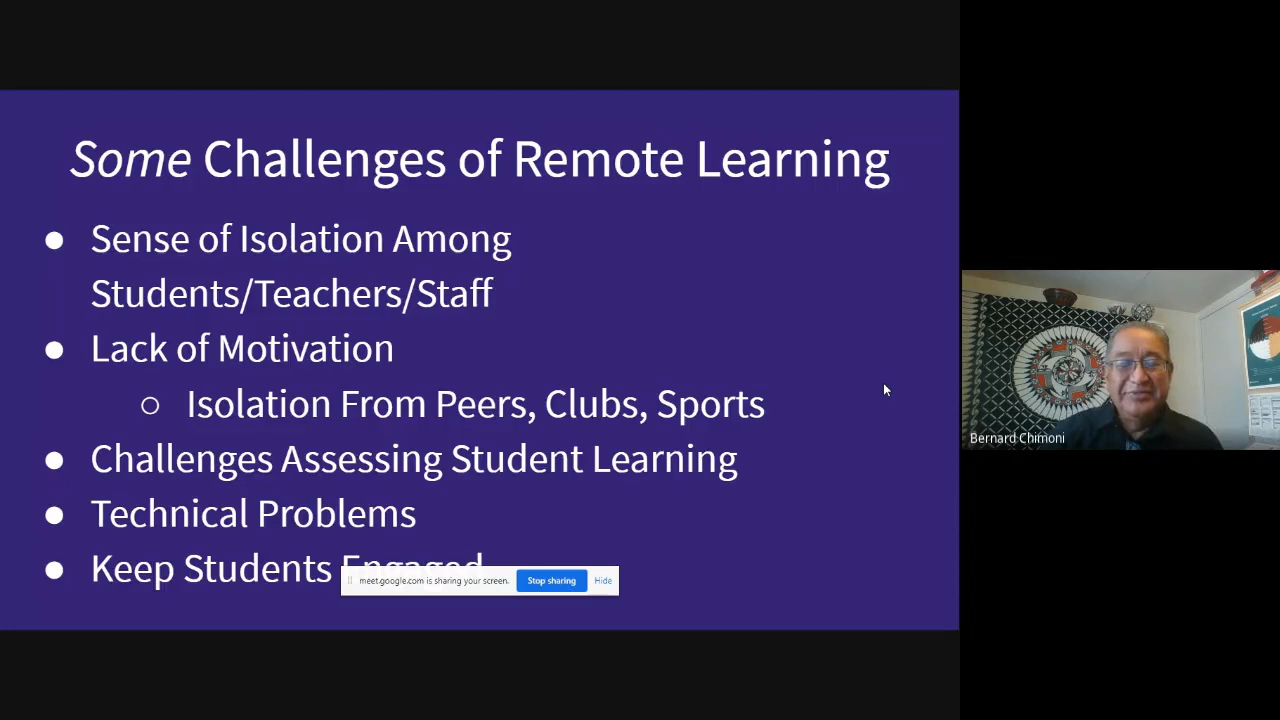 Some Challenges of Remote Learning
● Sense of Isolation Among
Students/Teachers/Staff
● Lack of Motivation
○ Isolation From Peers, Clubs, Sports
● Challenges Assessing Student Learning
● Technical Problems
● Keep Students Engaged
meet.google.com is sharing your screen. Stop sharing Hide
Bernard Chimoni